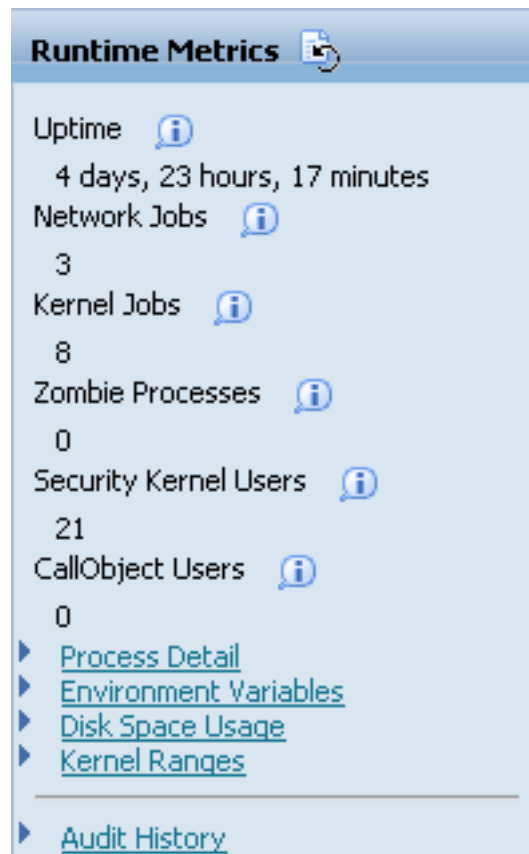 Runtime Metrics
Uptime
4 days, 23 hours, 17 minutes
Network Jobs
3
Kernel Jobs
8
Zombie Processes
0
Security Kernel Users
21
CallObject Users
0
Process Detail
Environment Variables
Disk Space Usage
Kernel Ranges
Audit History